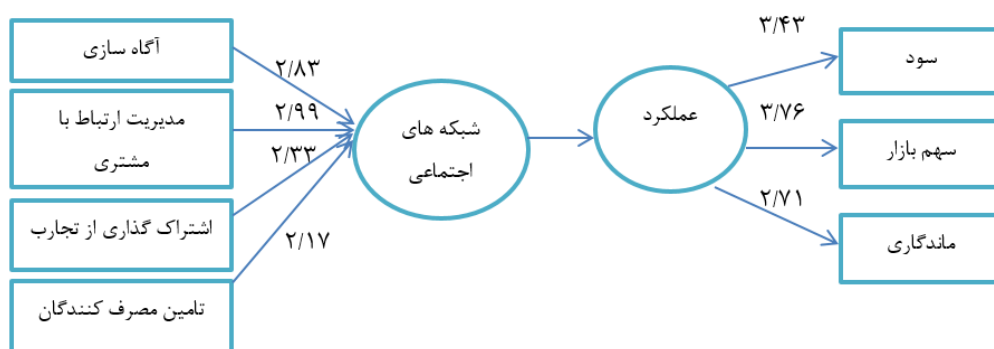 آگاه سازی
مدیریت ارتباط با
مشتری
اشتراک گذاری از تجارب
تامین مصرف کنندگان
۲/۸۳
۲/۹۹
۲/۳۳
۲/۱۷
شبکه های
اجتماعی
عملکرد
۳/۴۳
۳/۷۶
۲/۷۱
سود
سهم بازار
ماندگاری